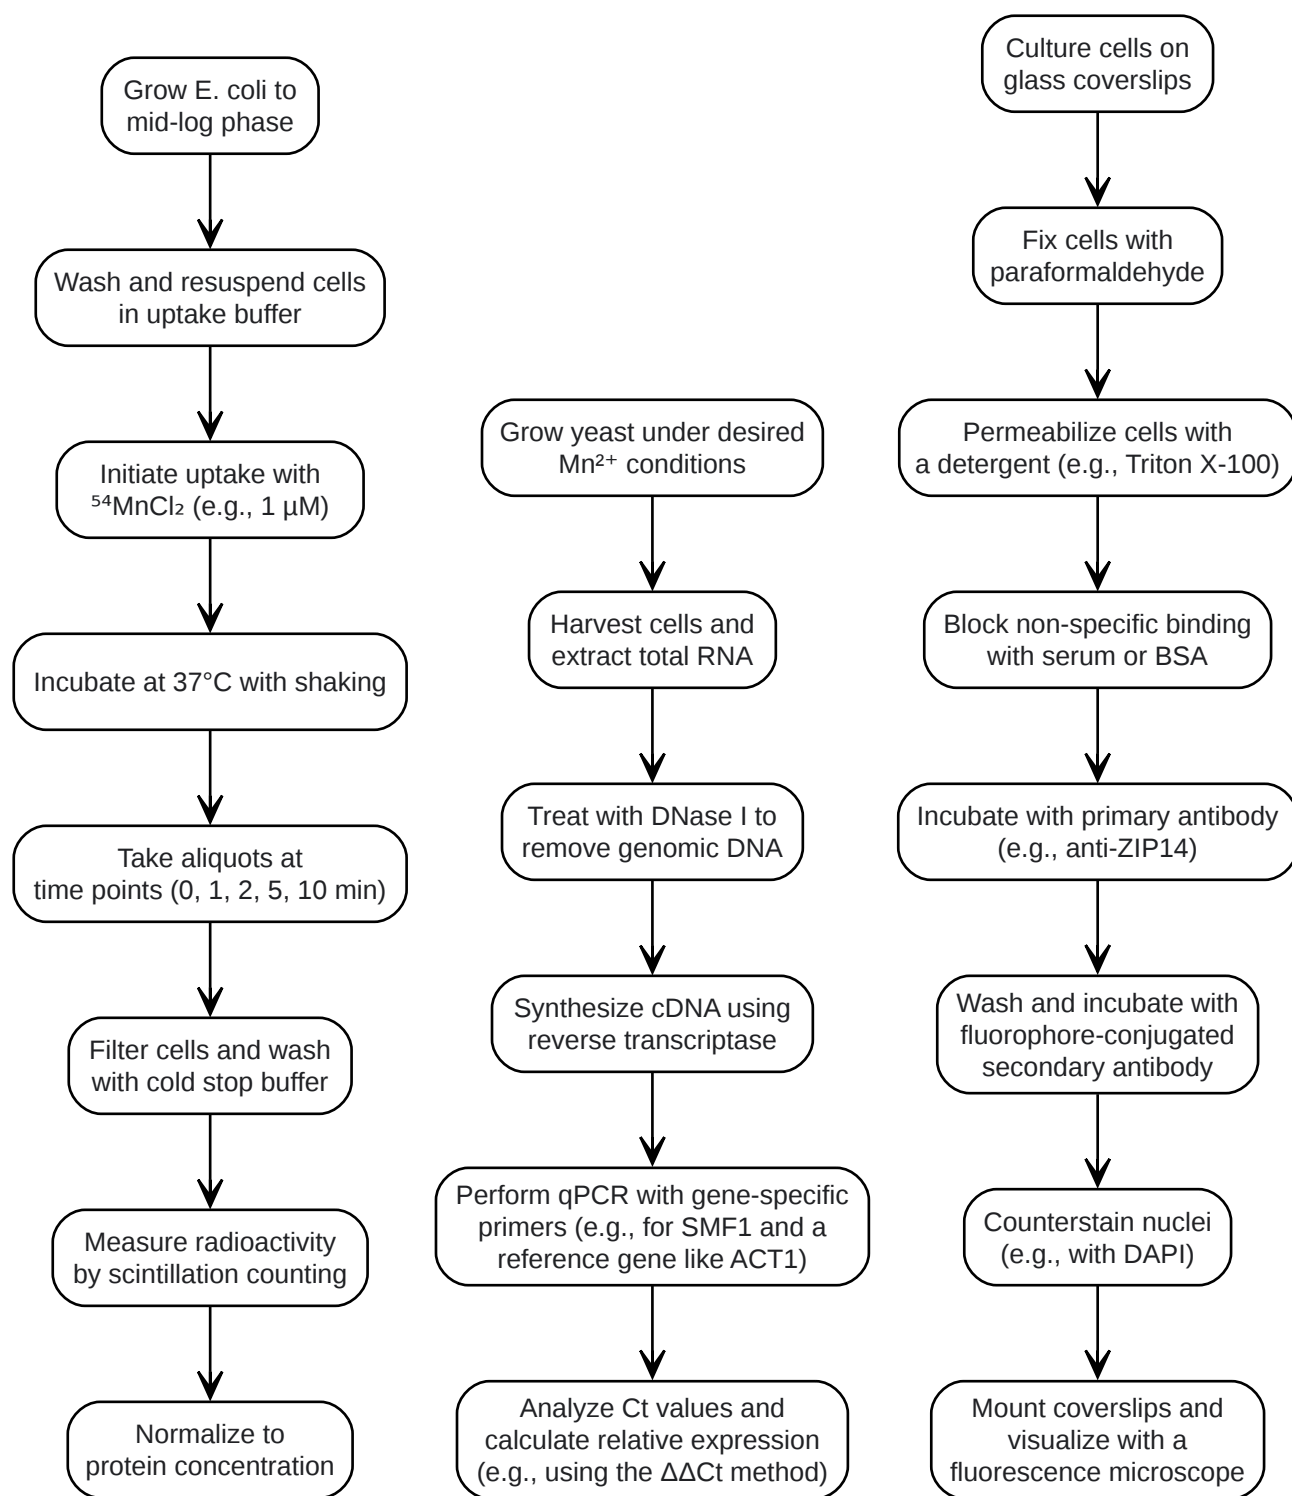 Grow E. coli to
mid-log phase
Wash and resuspend cells
in uptake buffer
Initiate uptake with
⁵⁴MnCl₂ (e.g., 1 µM)
Incubate at 37°C with shaking
Take aliquots at
time points (0, 1, 2, 5, 10 min)
Filter cells and wash
with cold stop buffer
Measure radioactivity
by scintillation counting
Normalize to
protein concentration
Grow yeast under desired
Mn²⁺ conditions
Harvest cells and
extract total RNA
Treat with DNase I to
remove genomic DNA
Synthesize cDNA using
reverse transcriptase
Perform qPCR with gene-specific
primers (e.g., for SMF1 and a
reference gene like ACT1)
Analyze Ct values and
calculate relative expression
(e.g., using the ΔΔCt method)
Culture cells on
glass coverslips
Fix cells with
paraformaldehyde
Permeabilize cells with
a detergent (e.g., Triton X-100)
Block non-specific binding
with serum or BSA
Incubate with primary antibody
(e.g., anti-ZIP14)
Wash and incubate with
fluorophore-conjugated
secondary antibody
Counterstain nuclei
(e.g., with DAPI)
Mount coverslips and
visualize with a
fluorescence microscope